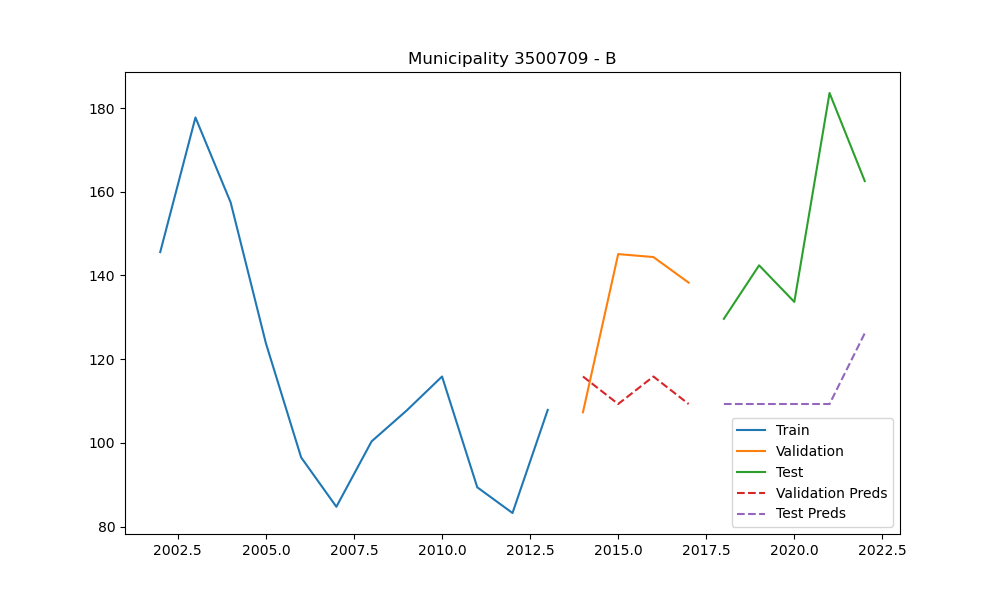 Municipality 3500709 - B
180
160
140
120
100
80
2002.5 2005.0 2007.5 2010.0 2012.5 2015.0 2017.5 2020.0 2022.5
Train
Validation
Test
Validation Preds
Test Preds